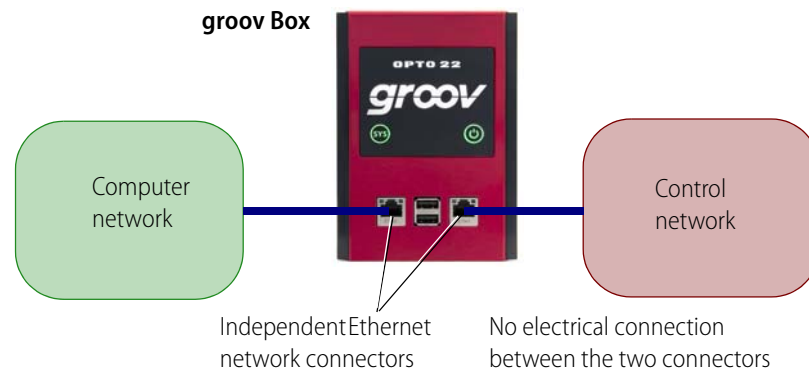 groov Box
OPTO 22
groov
SYS
Computer
network
Control
network
Independent Ethernet
network connectors
No electrical connection
between the two connectors